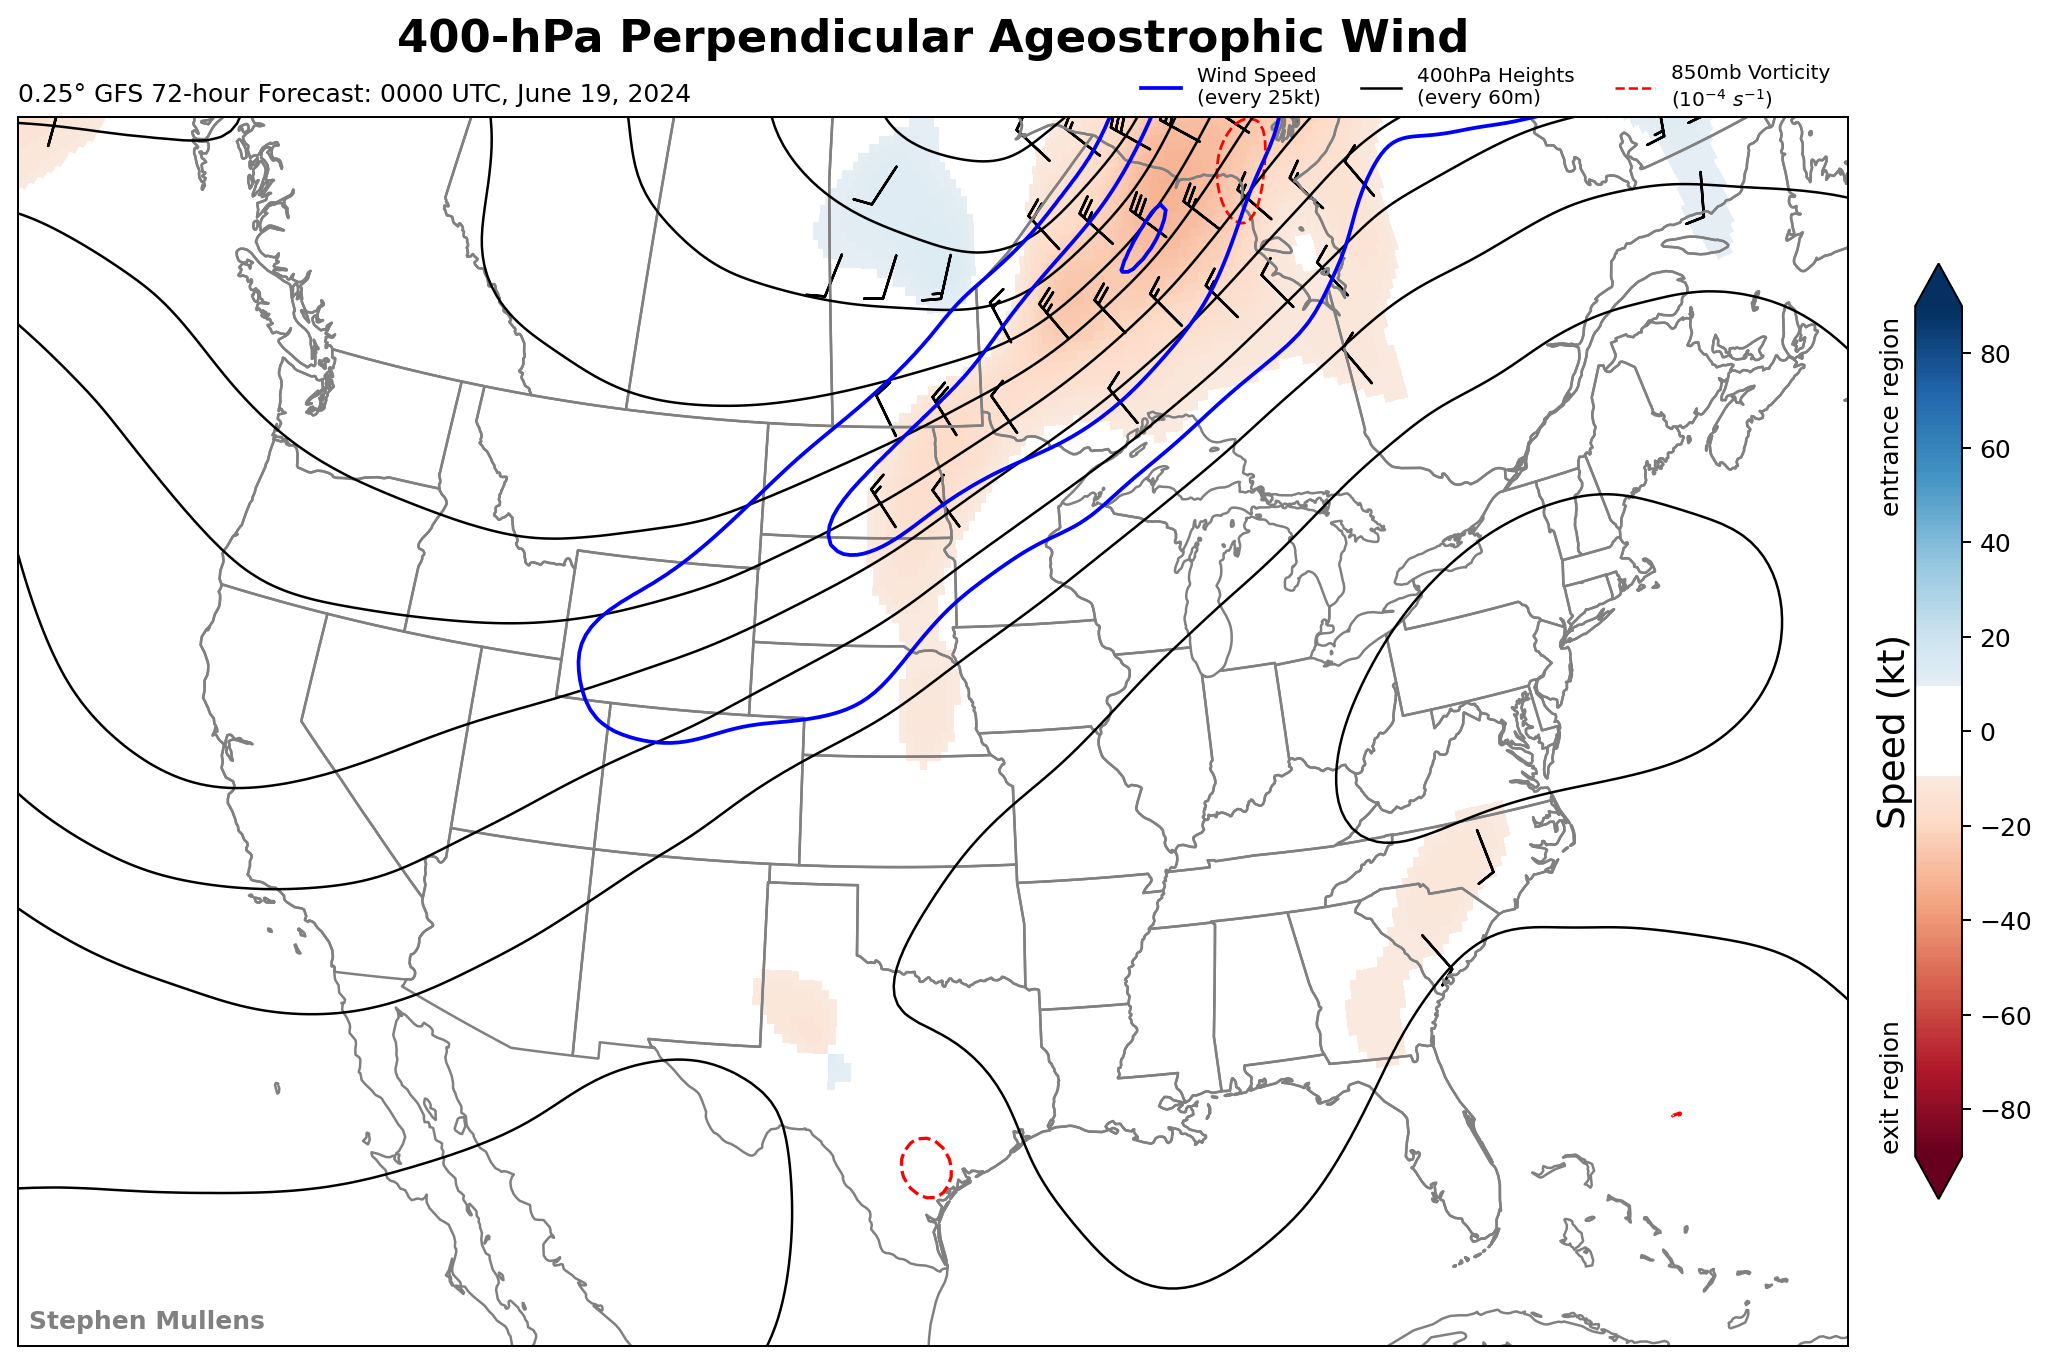 400-hPa Perpendicular Ageostrophic Wind
0.25° GFS 72-hour Forecast: 0000 UTC, June 19, 2024
Wind Speed
(every 25kt)
400hPa Heights
(every 60m)
850mb Vorticity
(10⁻⁴ s⁻¹)
entrance region
Speed (kt)
exit region
80
60
40
20
0
−20
−40
−60
−80
Stephen Mullens